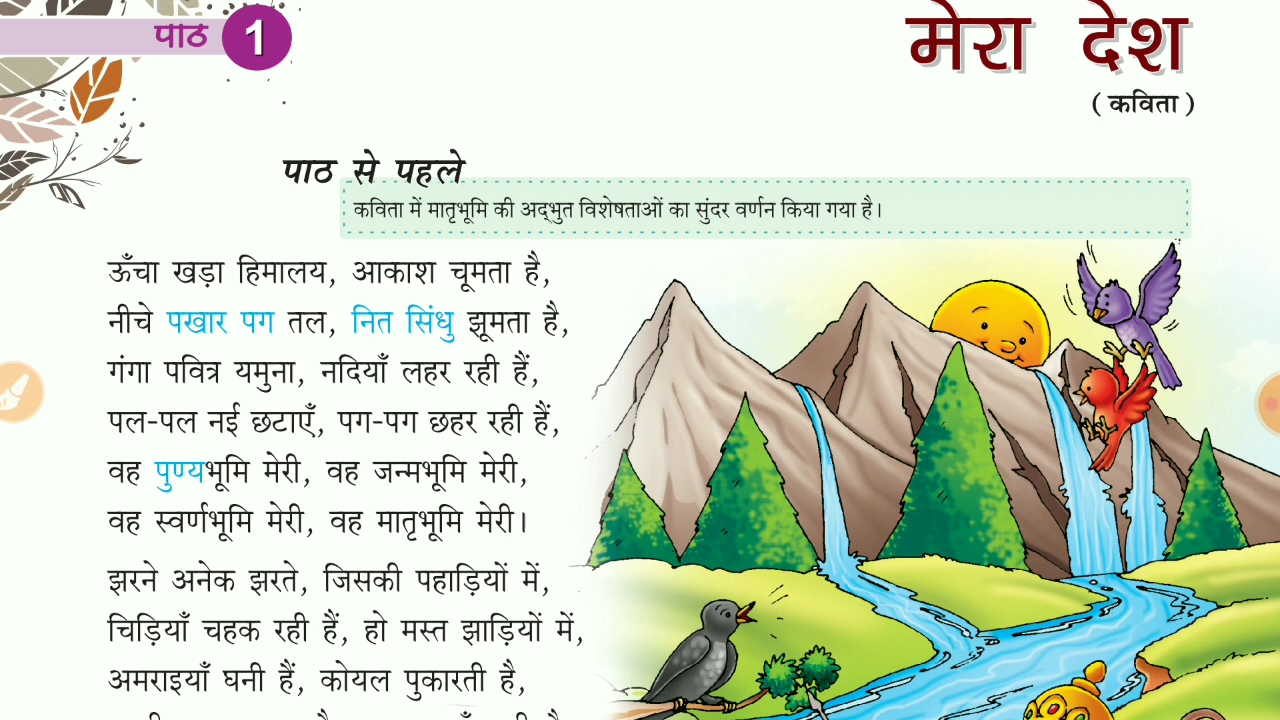 पाठ 1
मेरा देश
( कविता )
पाठ से पहले
कविता में मातृभूमि की अद्‌भुत विशेषताओं का सुंदर वर्णन किया गया है।
ऊँचा खड़ा हिमालय, आकाश चूमता है,
नीचे पखार पग तल, नित सिंधु झूमता है,
गंगा पवित्र यमुना, नदियाँ लहर रही हैं,
पल-पल नई छटाएँ, पग-पग छहर रही हैं,
वह पुण्यभूमि मेरी, वह जन्मभूमि मेरी,
वह स्वर्णभूमि मेरी, वह मातृभूमि मेरी।
झरने अनेक झरते, जिसकी पहाड़ियों में,
चिड़ियाँ चहक रही हैं, हो मस्त झाड़ियों में,
अमराइयाँ घनी हैं, कोयल पुकारती है,